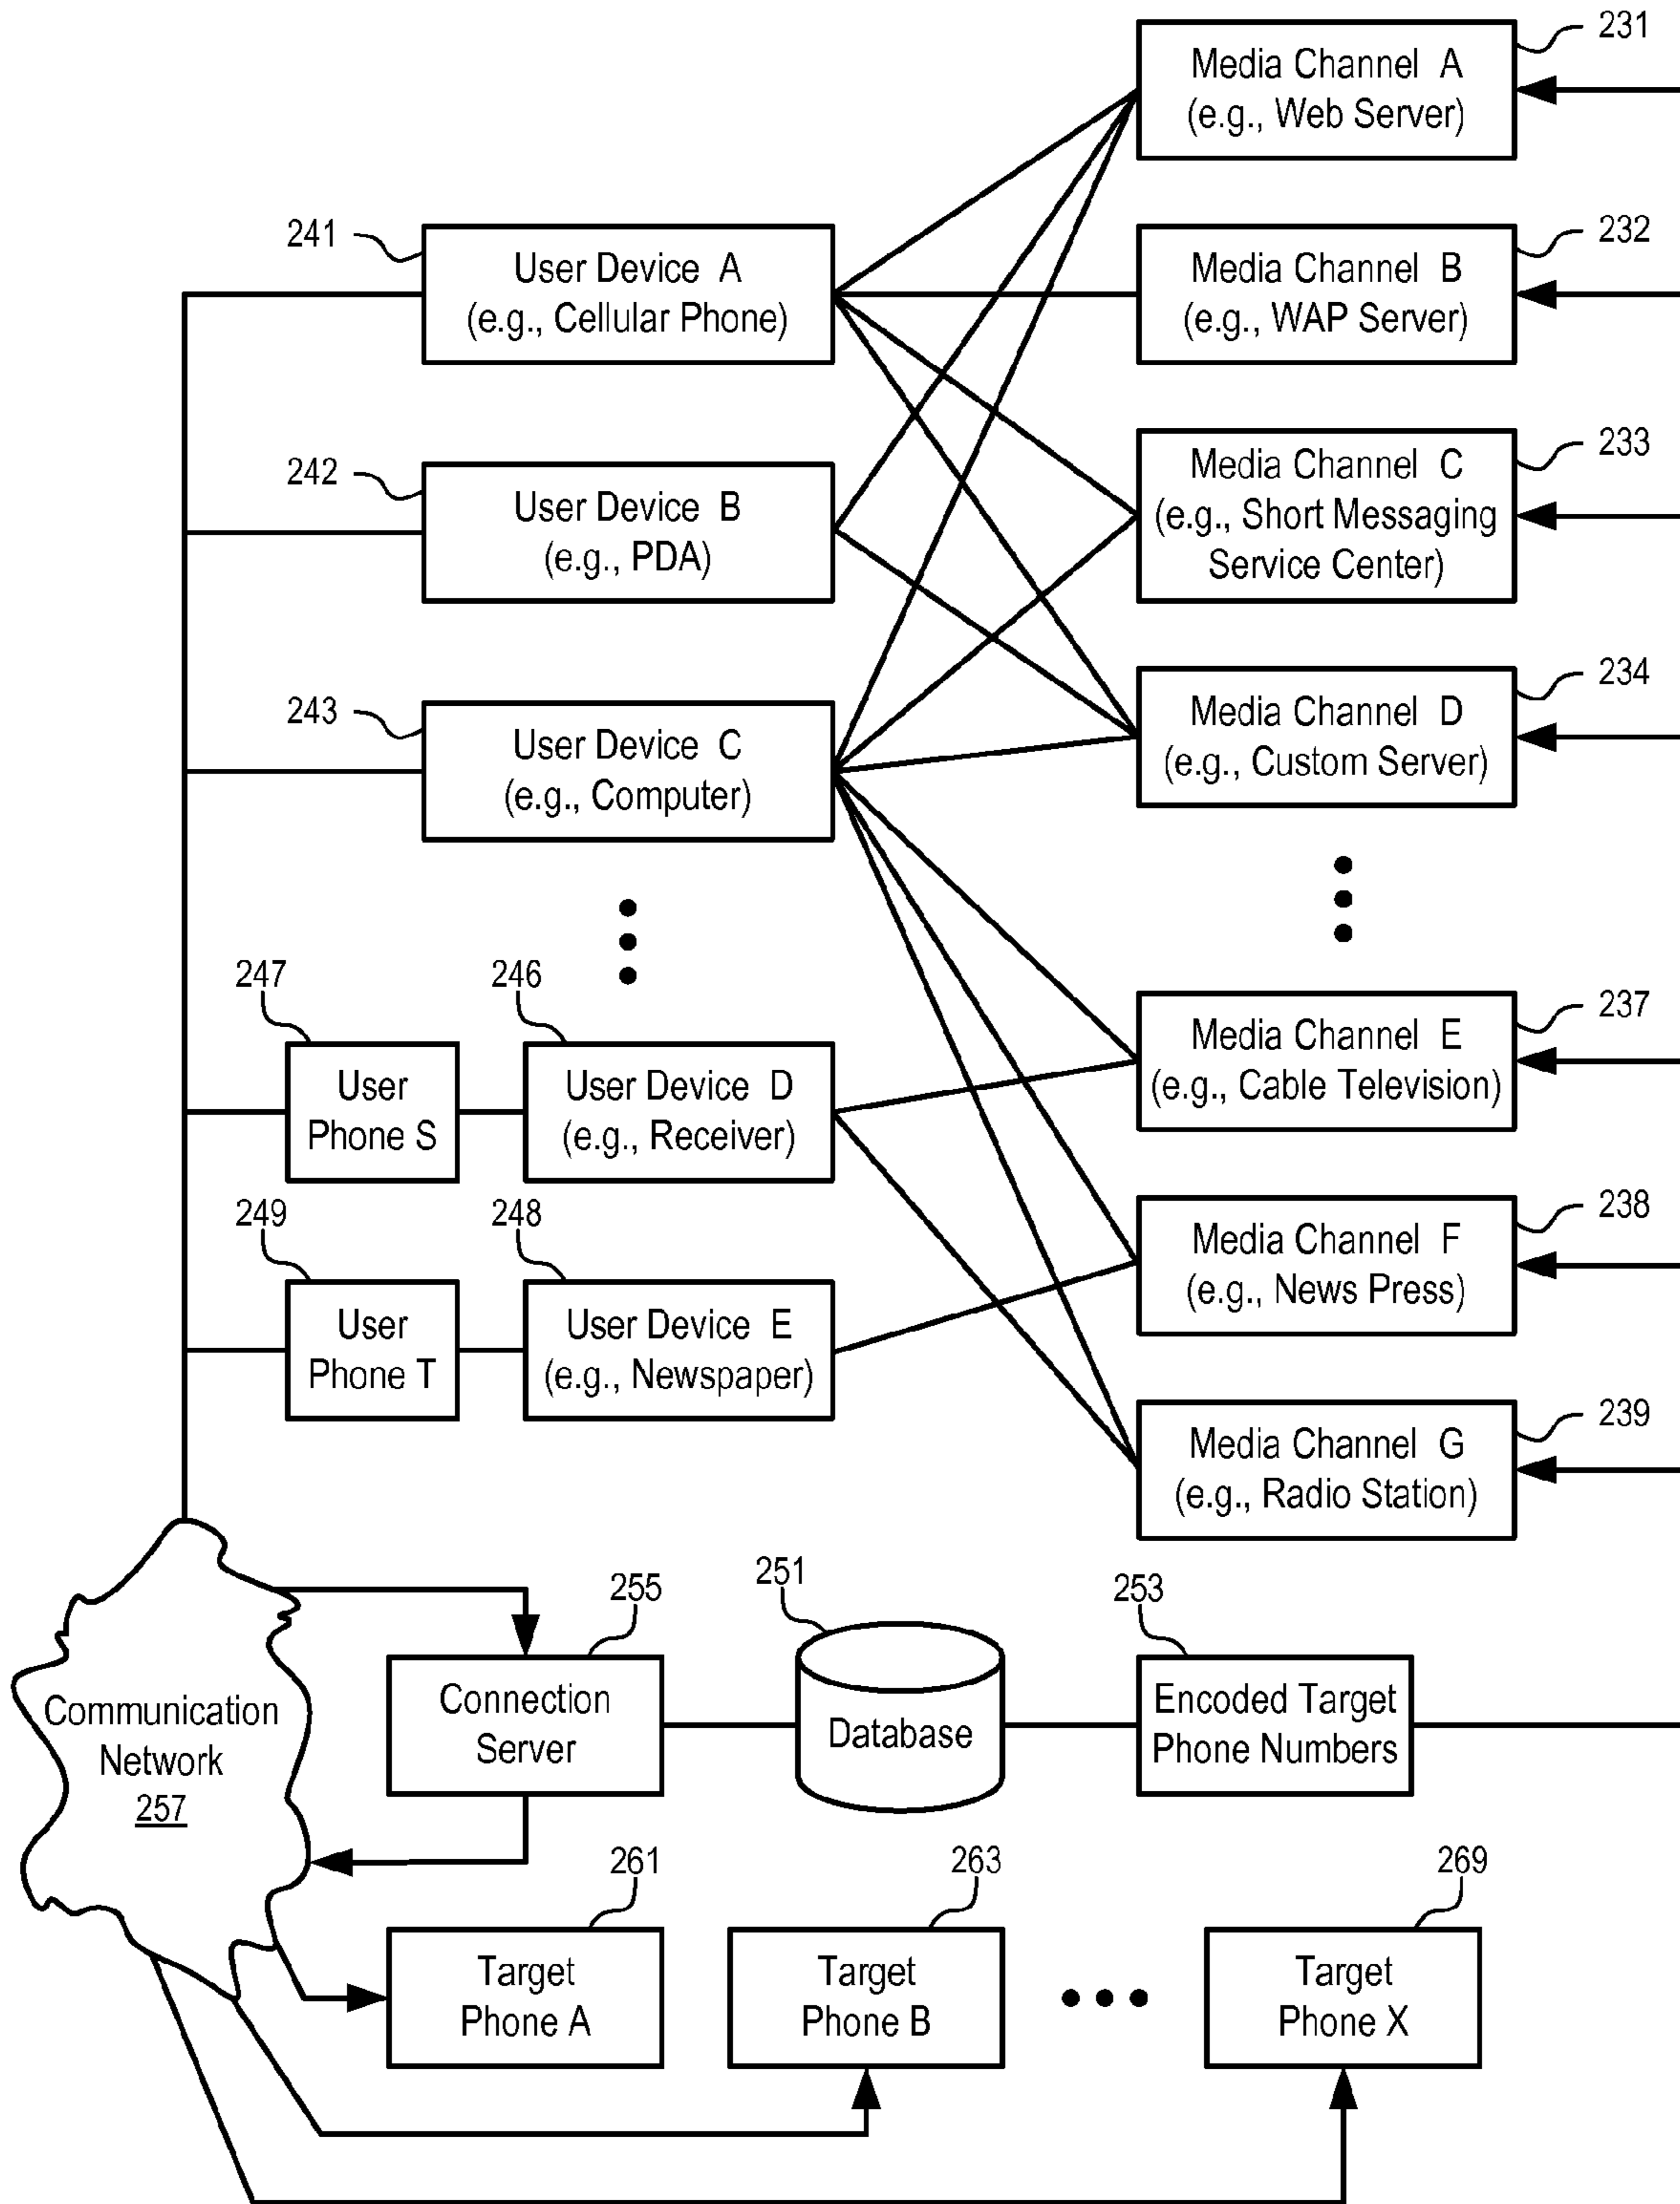 231
Media Channel A
(e.g., Web Server)
241
User Device A
(e.g., Cellular Phone)
232
Media Channel B
(e.g., WAP Server)
242
User Device B
(e.g., PDA)
233
Media Channel C
(e.g., Short Messaging
Service Center)
243
User Device C
(e.g., Computer)
234
Media Channel D
(e.g., Custom Server)
247
User
Phone S
246
User Device D
(e.g., Receiver)
237
Media Channel E
(e.g., Cable Television)
249
User
Phone T
248
User Device E
(e.g., Newspaper)
238
Media Channel F
(e.g., News Press)
239
Media Channel G
(e.g., Radio Station)
Communication
Network
257
255
Connection
Server
251
Database
253
Encoded Target
Phone Numbers
261
Target
Phone A
263
Target
Phone B
269
Target
Phone X